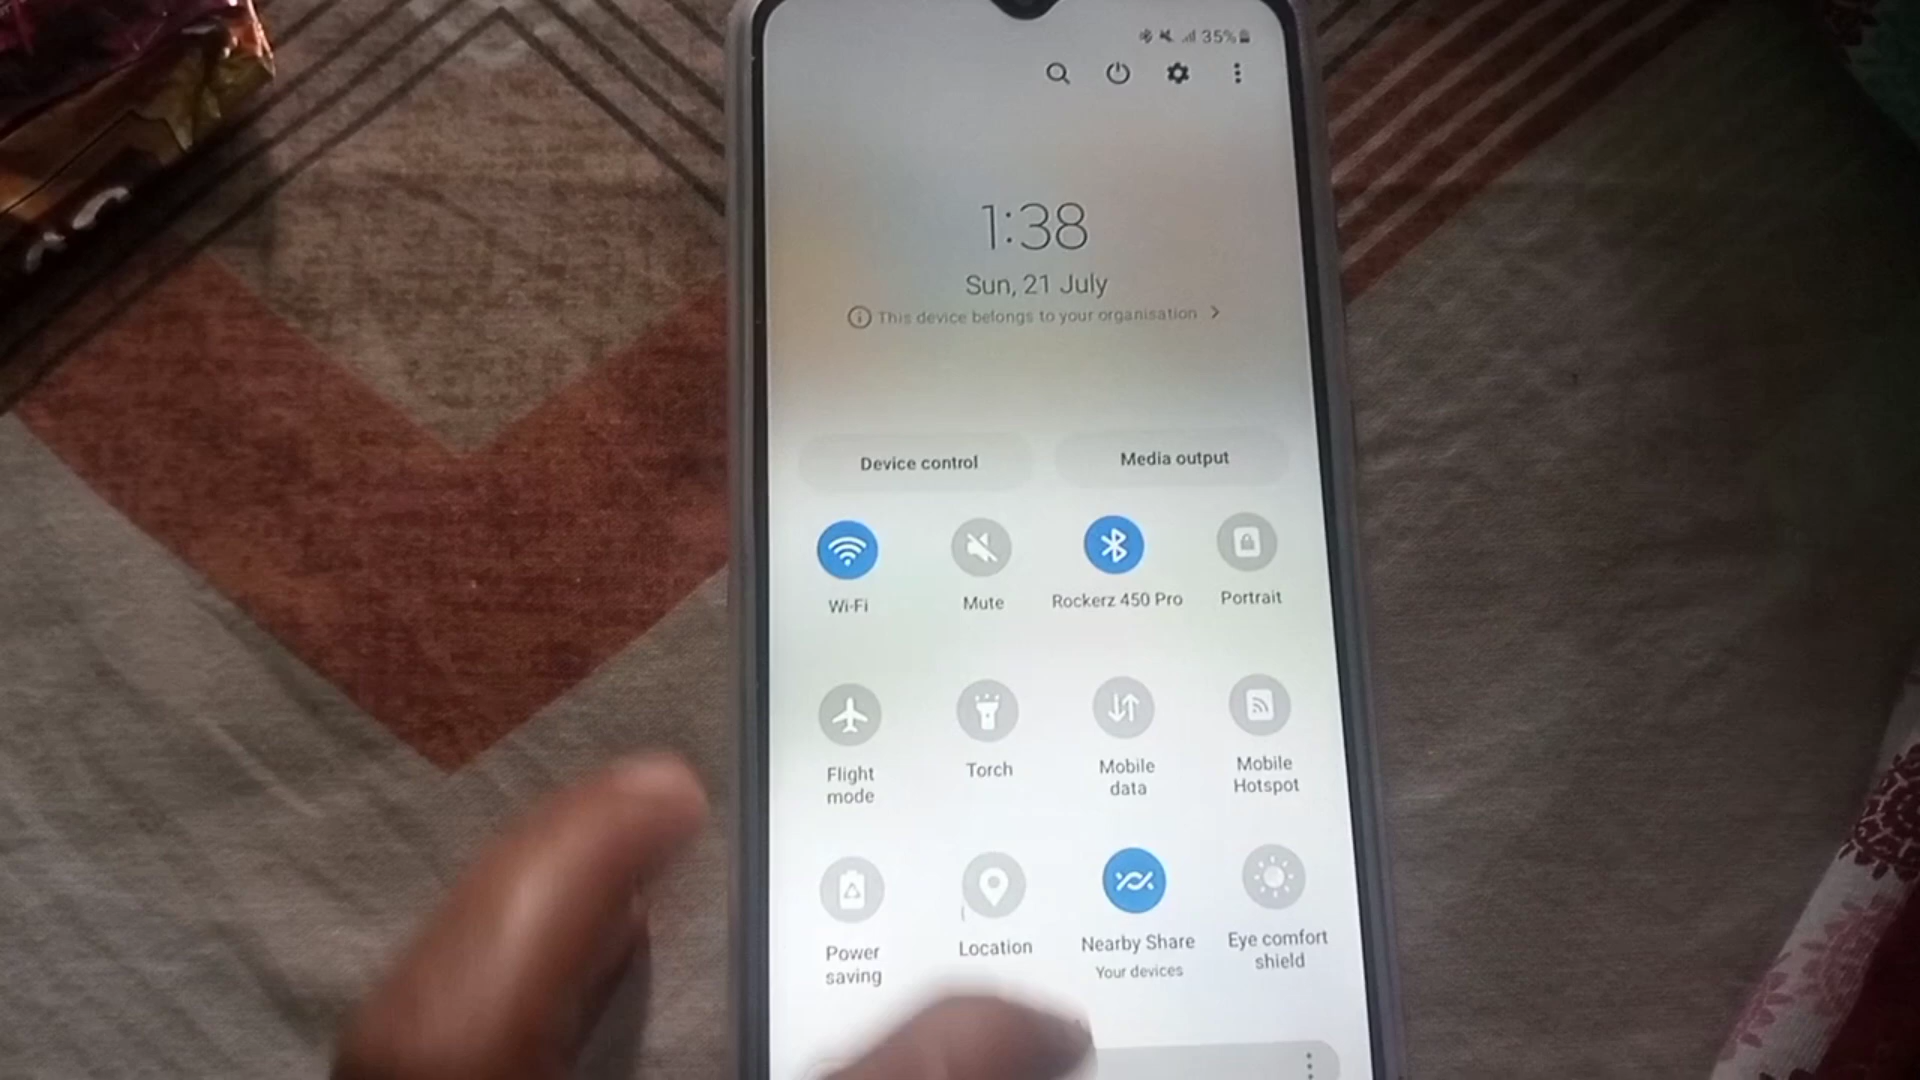 35%
1:38
Sun, 21 July
This device belongs to your organisation
Device control
Media output
Wi-Fi
Mute
Rockerz 450 Pro
Portrait
Flight
mode
Torch
Mobile
data
Mobile
Hotspot
Power
saving
Location
Nearby Share
Your devices
Eye comfort
shield